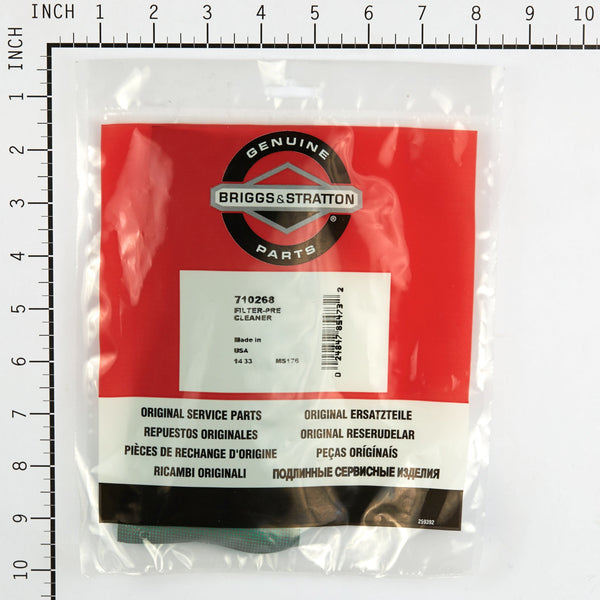 INCH 1 2 3 4 5 6 7 8 9 10
INCH
1
2
3
4
5
6
7
8
9
10
GENUINE
BRIGGS & STRATTON
®
PARTS
710268
FILTER-PRE
CLEANER
Made in
USA
14 33 MS176
0 24847 85473 2
ORIGINAL SERVICE PARTS ORIGINAL ERSATZTEILE
REPUESTOS ORIGINALES ORIGINAL RESERUDELAR
PIÈCES DE RECHANGE D'ORIGINE PEÇAS ORÍGÍNAÍS
RICAMBI ORIGINALI ПОДЛИННЫЕ СЕРВИСНЫЕ ИЗДЕЛИЯ
259392